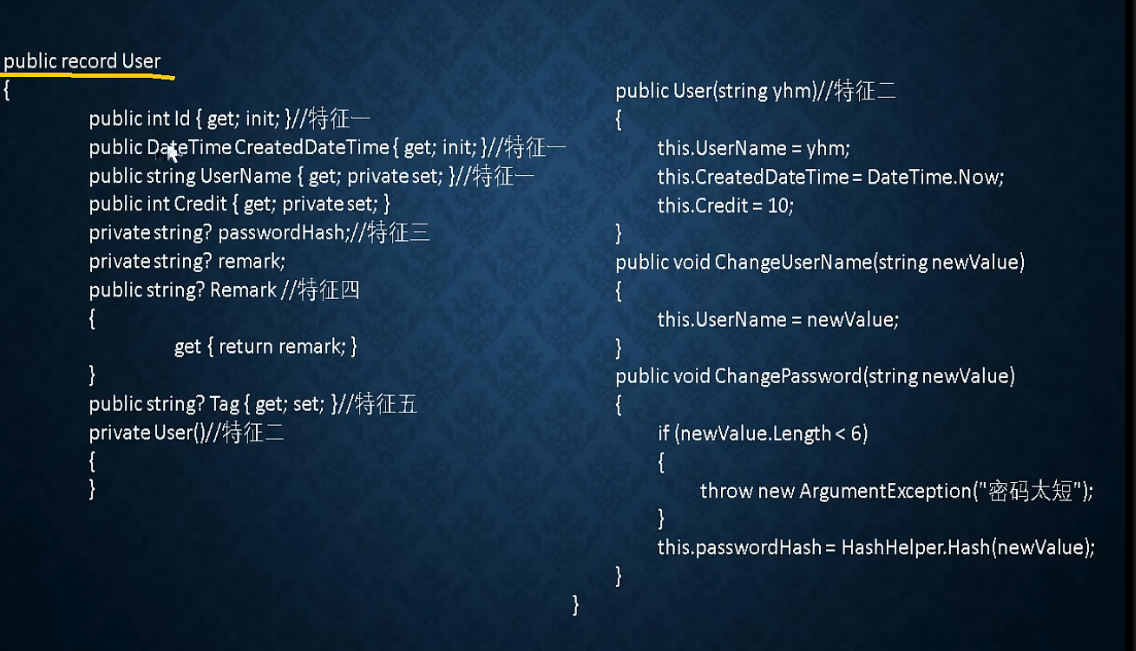 public record User
{
public int Id { get; init; }//特征一
public DateTime CreatedDateTime { get; init; }//特征一
public string UserName { get; private set; }//特征一
public int Credit { get; private set; }
private string? passwordHash;//特征三
private string? remark;
public string? Remark //特征四
{
get { return remark; }
}
public string? Tag { get; set; }//特征五
private User()//特征二
{
}
public User(string yhm)//特征二
{
this.UserName = yhm;
this.CreatedDateTime = DateTime.Now;
this.Credit = 10;
}
public void ChangeUserName(string newValue)
{
this.UserName = newValue;
}
public void ChangePassword(string newValue)
{
if (newValue.Length < 6)
{
throw new ArgumentException("密码太短");
}
this.passwordHash = HashHelper.Hash(newValue);
}
}